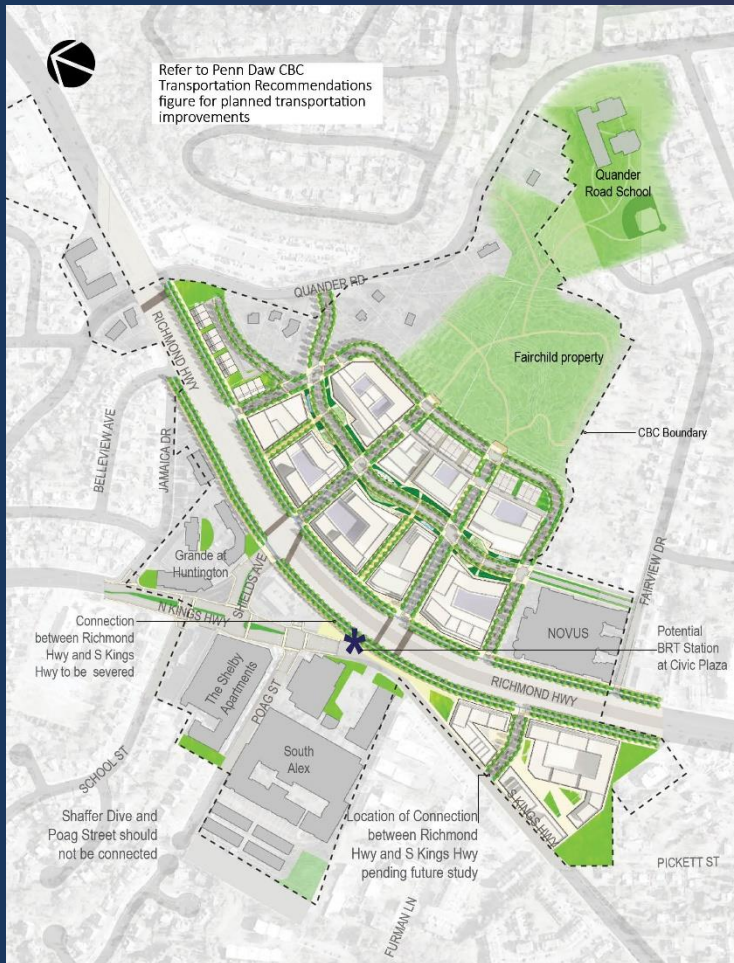 Refer to Penn Daw CBC
Transportation Recommendations
figure for planned transportation
improvements
Quander
Road School
QUANDER RD
RICHMOND HWY
Fairchild property
CBC Boundary
BELLEVIEW AVE
JAMAICA DR
Grande at
Huntington
SHIELDS AVE
FAIRVIEW DR
N KINGS HWY
Connection
between Richmond
Hwy and S Kings
Hwy to be severed
NOVUS
Potential
BRT Station
at Civic Plaza
*
The Shelby
Apartments
POAG ST
RICHMOND HWY
South
Alex
SCHOOL ST
S KINGS HWY
Shaffer Dive and
Poag Street should
not be connected
Location of Connection
between Richmond
Hwy and S Kings Hwy
pending future study
PICKETT ST
FURMAN LN